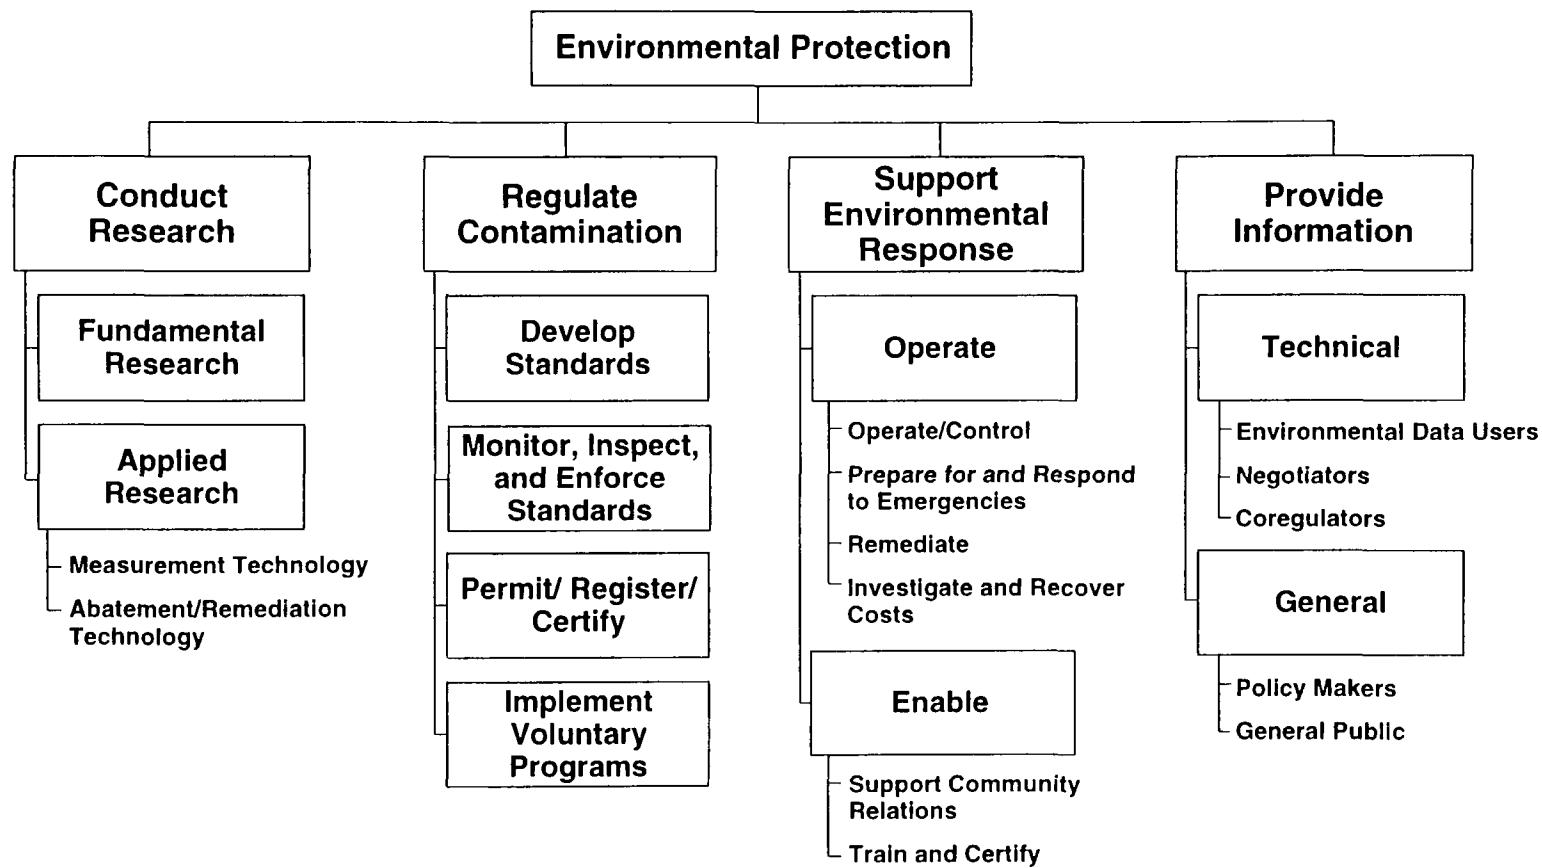 Environmental Protection
Conduct
Research
Fundamental
Research
Applied
Research
Measurement Technology
Abatement/Remediation
Technology
Regulate
Contamination
Develop
Standards
Monitor, Inspect,
and Enforce
Standards
Permit/ Register/
Certify
Implement
Voluntary
Programs
Support
Environmental
Response
Operate
Operate/Control
Prepare for and Respond
to Emergencies
Remediate
Investigate and Recover
Costs
Enable
Support Community
Relations
Train and Certify
Provide
Information
Technical
Environmental Data Users
Negotiators
Coregulators
General
Policy Makers
General Public